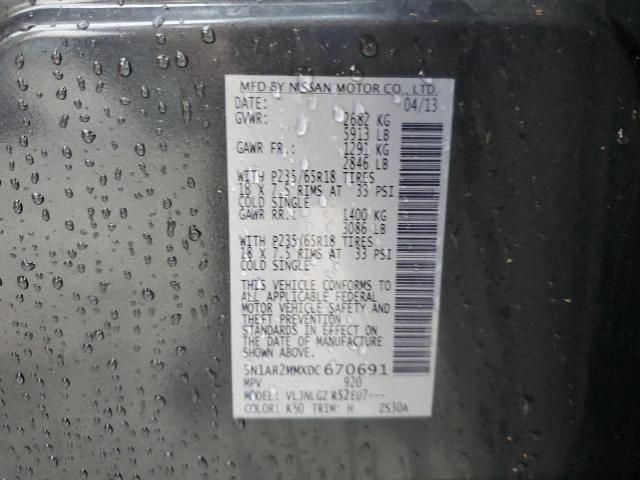 MFD BY NISSAN MOTOR CO., LTD.
DATE: 04/13
GVWR: 2682 KG
5913 LB
GAWR FR.: 1291 KG
2846 LB
WITH P235/65R18 TIRES
18 X 7.5 RIMS AT 33 PSI
COLD SINGLE
GAWR RR.: 1400 KG
3086 LB
WITH P235/65R18 TIRES
18 X 7.5 RIMS AT 33 PSI
COLD SINGLE
THIS VEHICLE CONFORMS TO
ALL APPLICABLE FEDERAL
MOTOR VEHICLE SAFETY AND
THEFT PREVENTION
STANDARDS IN EFFECT ON
THE DATE OF MANUFACTURE
SHOWN ABOVE.
5N1AR2MMXDC670691
MPV 920
MODEL: VLJNLGZ R52EU7---
COLOR: K50 TRIM: H 2S30A